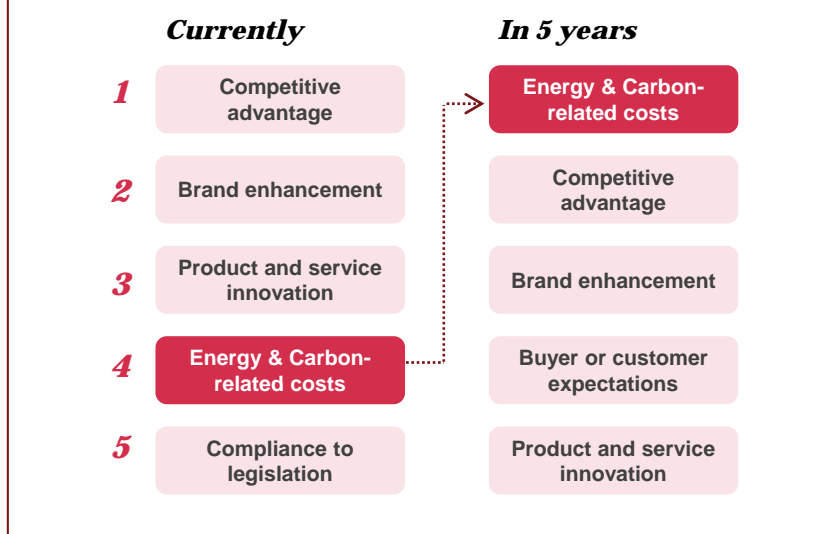 Currently
In 5 years
1
Competitive
advantage
Energy & Carbon-
related costs
2
Brand enhancement
Competitive
advantage
3
Product and service
innovation
Brand enhancement
4
Energy & Carbon-
related costs
Buyer or customer
expectations
5
Compliance to
legislation
Product and service
innovation